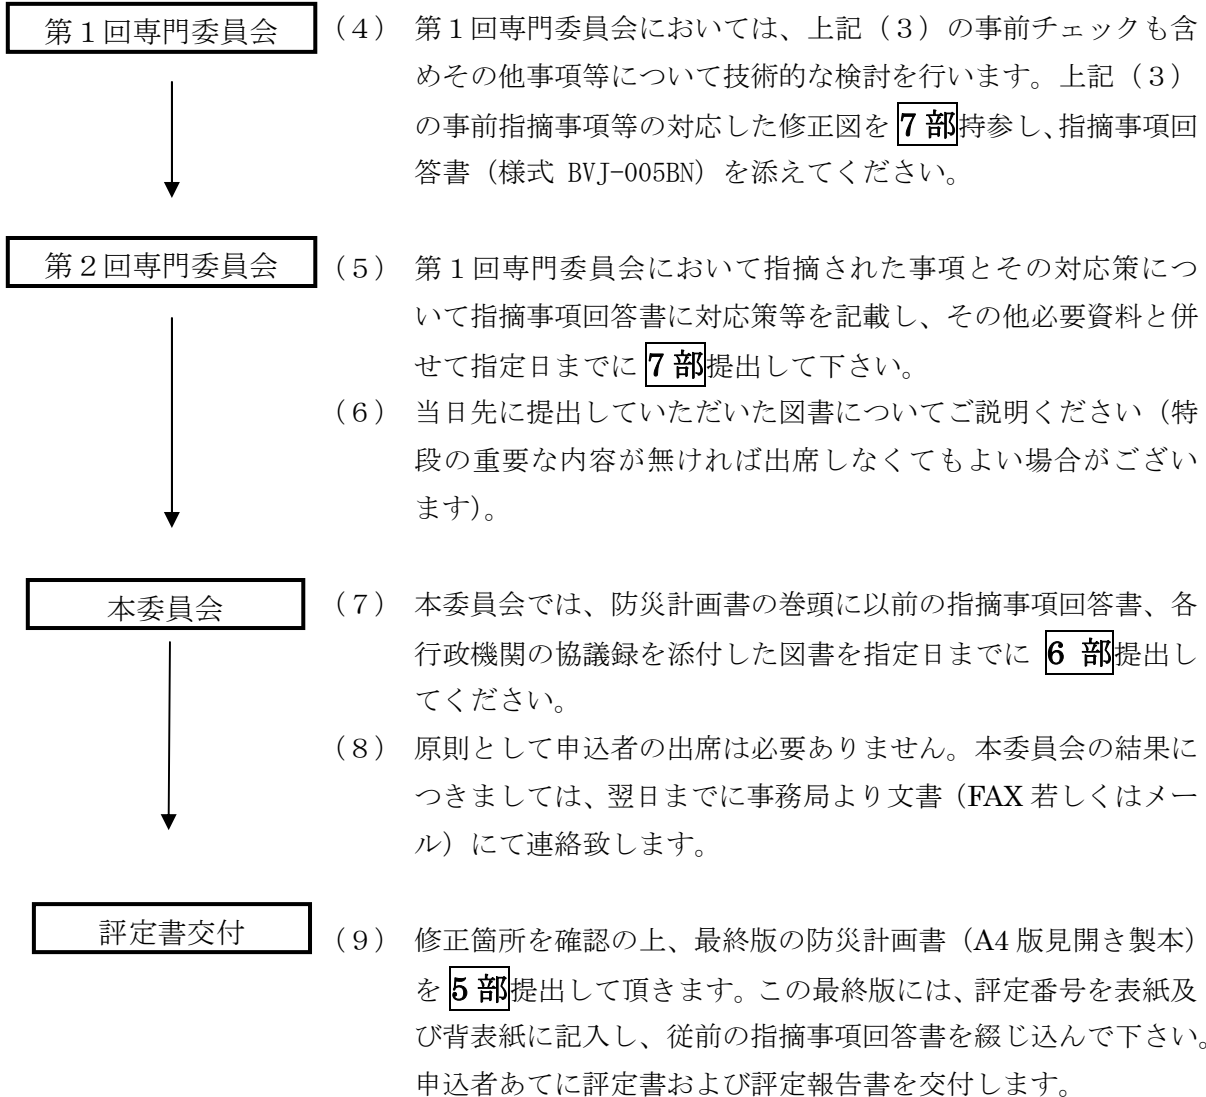 第１回専門委員会
（４） 第１回専門委員会においては、上記（３）の事前チェックも含
めその他事項等について技術的な検討を行います。上記（３）
の事前指摘事項等の対応した修正図を 7 部持参し、指摘事項回
答書（様式 BVJ-005BN）を添えてください。
第２回専門委員会
（５） 第１回専門委員会において指摘された事項とその対応策につ
いて指摘事項回答書に対応策等を記載し、その他必要資料と併
せて指定日までに 7 部提出して下さい。
（６） 当日先に提出していただいた図書についてご説明ください（特
段の重要な内容が無ければ出席しなくてもよい場合がござい
ます）。
本委員会
（７） 本委員会では、防災計画書の巻頭に以前の指摘事項回答書、各
行政機関の協議録を添付した図書を指定日までに 6 部提出し
てください。
（８） 原則として申込者の出席は必要ありません。本委員会の結果に
つきましては、翌日までに事務局より文書（FAX 若しくはメー
ル）にて連絡致します。
評定書交付
（９） 修正箇所を確認の上、最終版の防災計画書（A4 版見開き製本）
を 5 部提出して頂きます。この最終版には、評定番号を表紙及
び背表紙に記入し、従前の指摘事項回答書を綴じ込んで下さい。
申込者あてに評定書および評定報告書を交付します。